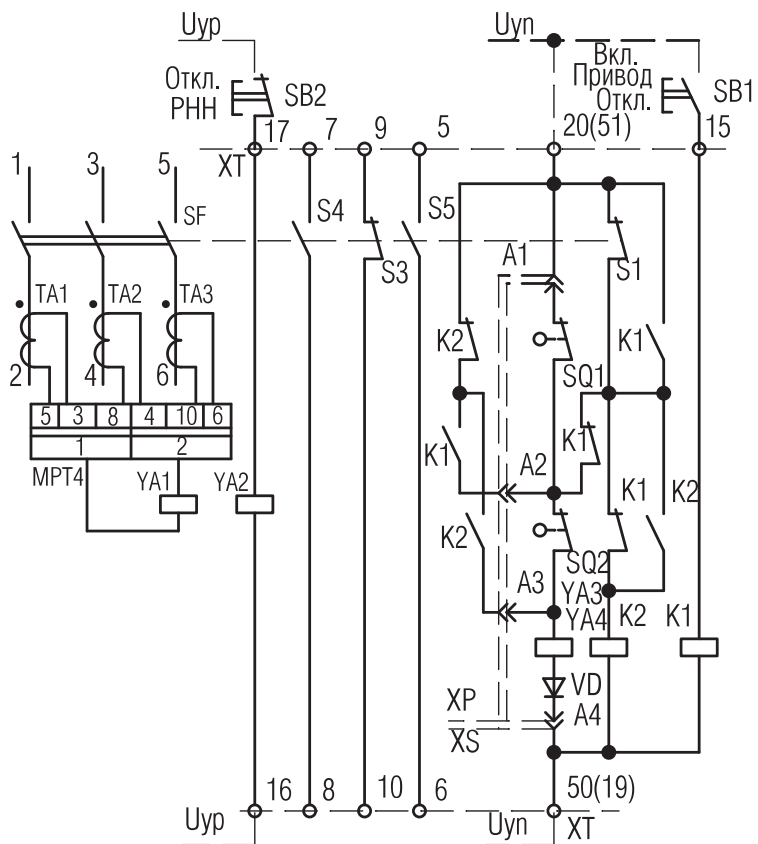 Uyp
Uyn
Откл.
РНН
SB2
Вкл.
Привод
Откл.
SB1
17
7
9
5
20(51)
15
XT
1
3
5
SF
S4
S3
S5
A1
S1
TA1
TA2
TA3
K2
SQ1
K1
2
4
6
5 3 8 4 10 6
1 2
K1
A2
K1
МРТ4
YA1
YA2
K2
K1
K2
SQ2
A3
YA3
YA4
K2
K1
VD
XP
A4
XS
16
8
10
6
50(19)
Uyp
Uyn
XT